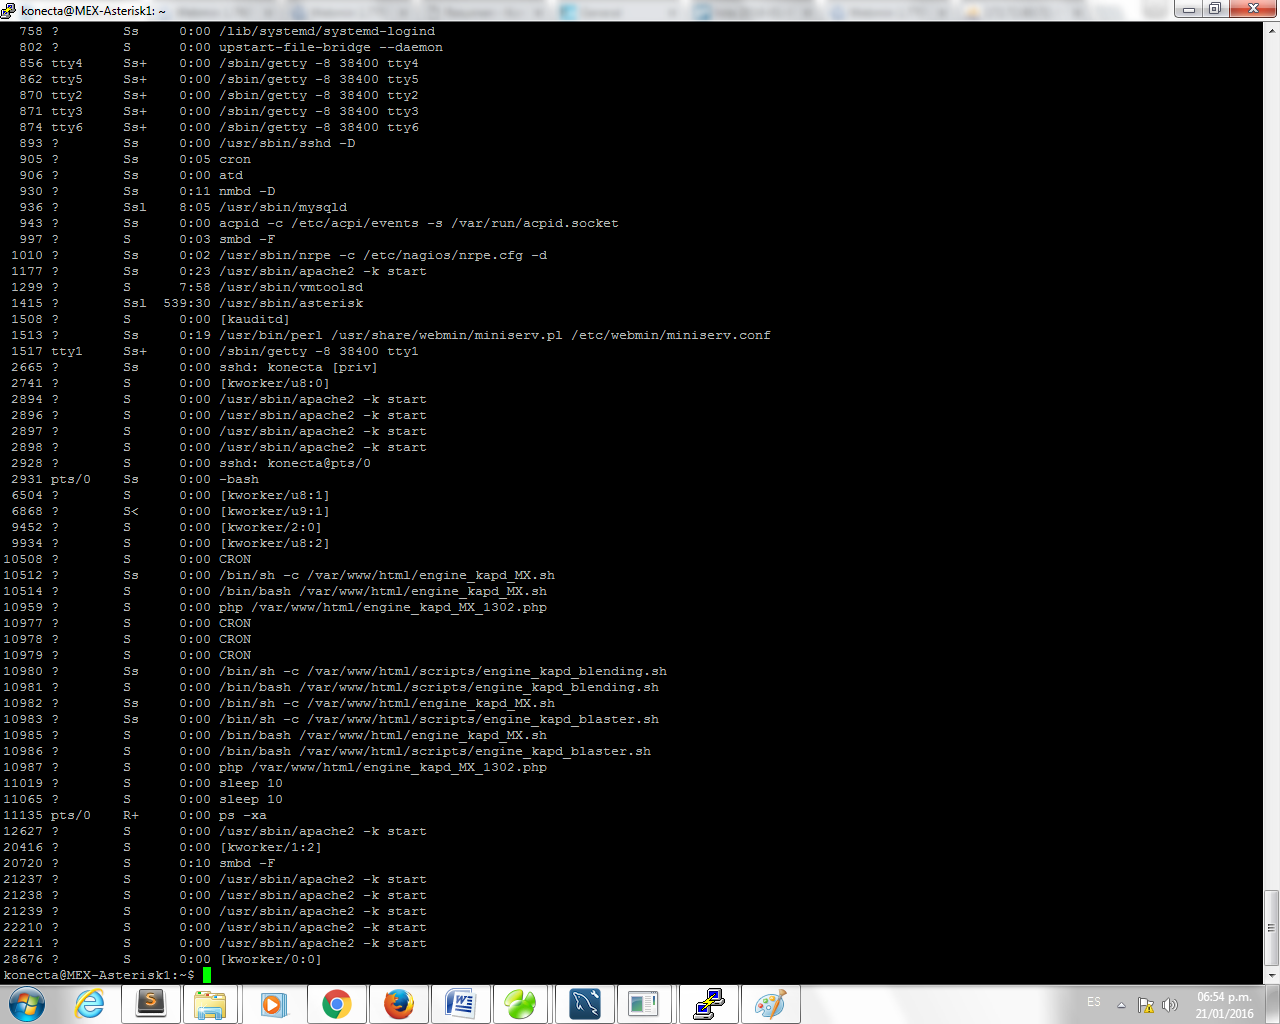 konecta@MEX-Asterisk1: ~
758 ? Ss 0:00 /lib/systemd/systemd-logind
802 ? S 0:00 upstart-file-bridge --daemon
856 tty4 Ss+ 0:00 /sbin/getty -8 38400 tty4
862 tty5 Ss+ 0:00 /sbin/getty -8 38400 tty5
870 tty2 Ss+ 0:00 /sbin/getty -8 38400 tty2
871 tty3 Ss+ 0:00 /sbin/getty -8 38400 tty3
874 tty6 Ss+ 0:00 /sbin/getty -8 38400 tty6
893 ? Ss 0:00 /usr/sbin/sshd -D
905 ? Ss 0:05 cron
906 ? Ss 0:00 atd
930 ? Ss 0:11 nmbd -D
936 ? Ssl 8:05 /usr/sbin/mysqld
943 ? Ss 0:00 acpid -c /etc/acpi/events -s /var/run/acpid.socket
997 ? S 0:03 smbd -F
1010 ? Ss 0:02 /usr/sbin/nrpe -c /etc/nagios/nrpe.cfg -d
1177 ? Ss 0:23 /usr/sbin/apache2 -k start
1299 ? S 7:58 /usr/sbin/vmtoolsd
1415 ? Ssl 539:30 /usr/sbin/asterisk
1508 ? S 0:00 [kauditd]
1513 ? Ss 0:19 /usr/bin/perl /usr/share/webmin/miniserv.pl /etc/webmin/miniserv.conf
1517 tty1 Ss+ 0:00 /sbin/getty -8 38400 tty1
2665 ? Ss 0:00 sshd: konecta [priv]
2741 ? S 0:00 [kworker/u8:0]
2894 ? S 0:00 /usr/sbin/apache2 -k start
2896 ? S 0:00 /usr/sbin/apache2 -k start
2897 ? S 0:00 /usr/sbin/apache2 -k start
2898 ? S 0:00 /usr/sbin/apache2 -k start
2928 ? S 0:00 sshd: konecta@pts/0
2931 pts/0 Ss 0:00 -bash
6504 ? S 0:00 [kworker/u8:1]
6868 ? S< 0:00 [kworker/u9:1]
9452 ? S 0:00 [kworker/2:0]
9934 ? S 0:00 [kworker/u8:2]
10508 ? S 0:00 CRON
10512 ? Ss 0:00 /bin/sh -c /var/www/html/engine_kapd_MX.sh
10514 ? S 0:00 /bin/bash /var/www/html/engine_kapd_MX.sh
10959 ? S 0:00 php /var/www/html/engine_kapd_MX_1302.php
10977 ? S 0:00 CRON
10978 ? S 0:00 CRON
10979 ? S 0:00 CRON
10980 ? Ss 0:00 /bin/sh -c /var/www/html/scripts/engine_kapd_blending.sh
10981 ? S 0:00 /bin/bash /var/www/html/scripts/engine_kapd_blending.sh
10982 ? Ss 0:00 /bin/sh -c /var/www/html/engine_kapd_MX.sh
10983 ? Ss 0:00 /bin/sh -c /var/www/html/scripts/engine_kapd_blaster.sh
10985 ? S 0:00 /bin/bash /var/www/html/engine_kapd_MX.sh
10986 ? S 0:00 /bin/bash /var/www/html/scripts/engine_kapd_blaster.sh
10987 ? S 0:00 php /var/www/html/engine_kapd_MX_1302.php
11019 ? S 0:00 sleep 10
11065 ? S 0:00 sleep 10
11135 pts/0 R+ 0:00 ps -xa
12627 ? S 0:00 /usr/sbin/apache2 -k start
20416 ? S 0:00 [kworker/1:2]
20720 ? S 0:10 smbd -F
21237 ? S 0:00 /usr/sbin/apache2 -k start
21238 ? S 0:00 /usr/sbin/apache2 -k start
21239 ? S 0:00 /usr/sbin/apache2 -k start
22210 ? S 0:00 /usr/sbin/apache2 -k start
22211 ? S 0:00 /usr/sbin/apache2 -k start
28676 ? S 0:00 [kworker/0:0]
konecta@MEX-Asterisk1:~$
ES
06:54 p.m.
21/01/2016